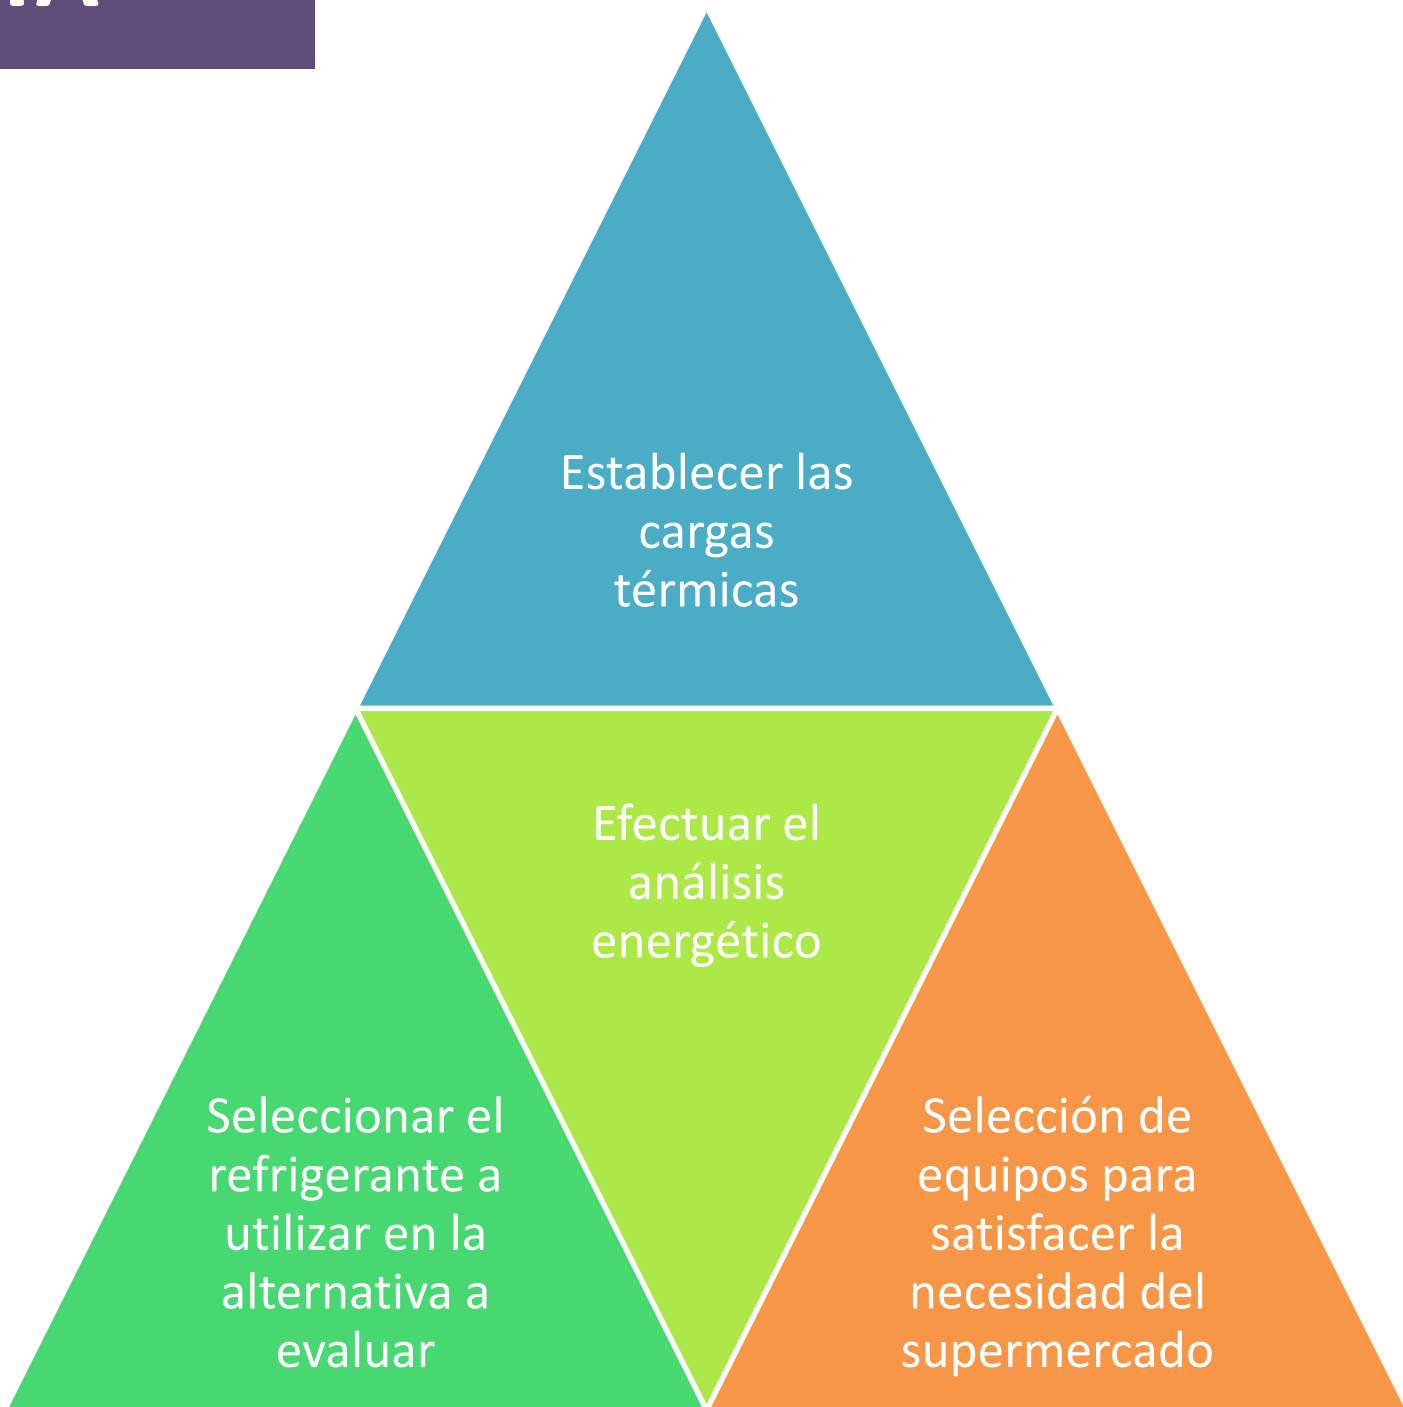 Establecer las
cargas
térmicas
Efectuar el
análisis
energético
Seleccionar el
refrigerante a
utilizar en la
alternativa a
evaluar
Selección de
equipos para
satisfacer la
necesidad del
supermercado